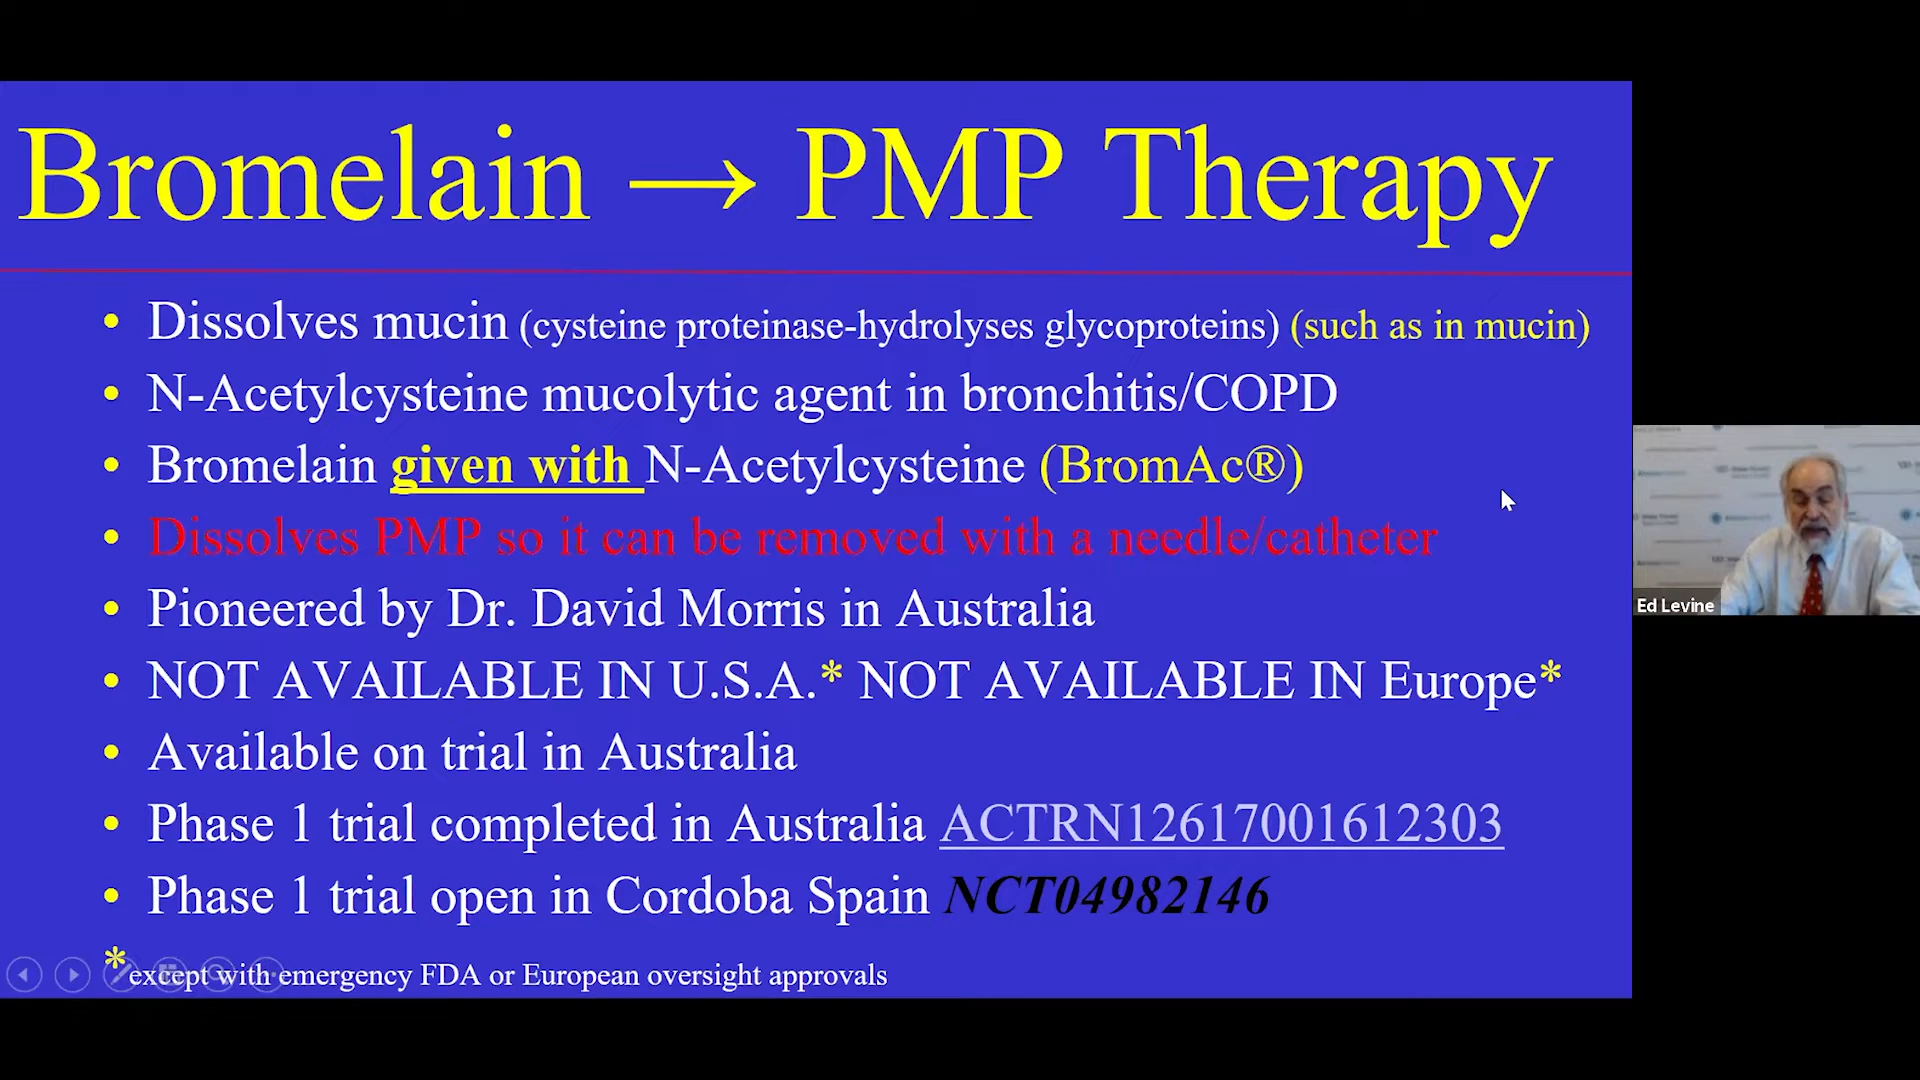 Bromelain → PMP Therapy
• Dissolves mucin (cysteine proteinase-hydrolyses glycoproteins) (such as in mucin)
• N-Acetylcysteine mucolytic agent in bronchitis/COPD
• Bromelain given with N-Acetylcysteine (BromAc®)
• Dissolves PMP so it can be removed with a needle/catheter
• Pioneered by Dr. David Morris in Australia
• NOT AVAILABLE IN U.S.A.* NOT AVAILABLE IN Europe*
• Available on trial in Australia
• Phase 1 trial completed in Australia ACTRN12617001612303
• Phase 1 trial open in Cordoba Spain NCT04982146
*except with emergency FDA or European oversight approvals
Ed Levine